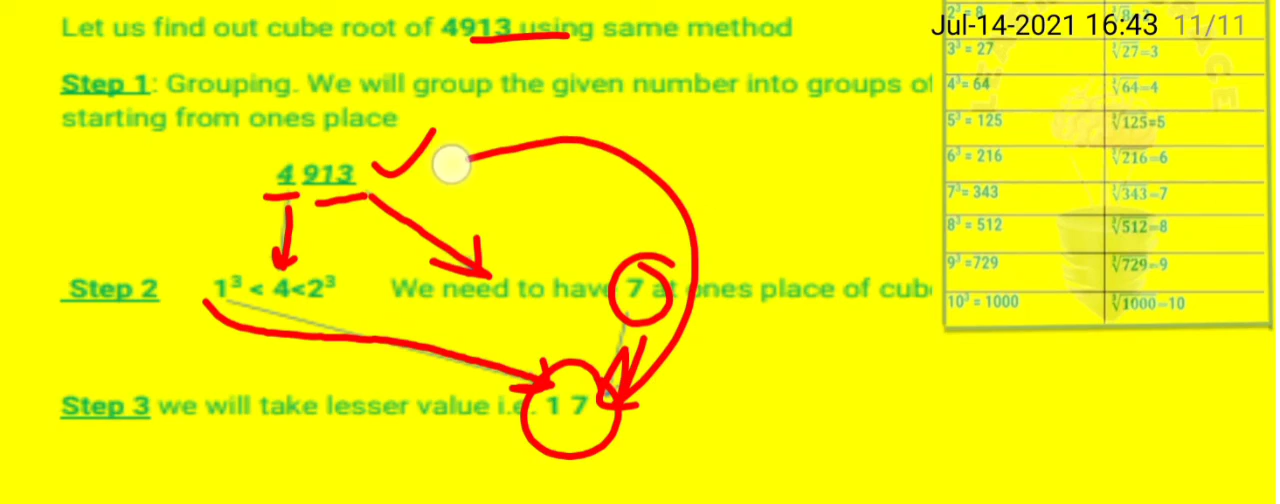 Let us find out cube root of 4913 using same method
Step 1: Grouping. We will group the given number into groups of
starting from ones place
4 913
Step 2 1³ < 4<2³ We need to have 7 at ones place of cub
Step 3 we will take lesser value i.e. 1 7
Jul-14-2021 16:43 11/11
2³ = 8 ∛8=2
3³ = 27 ∛27=3
4³ = 64 ∛64=4
5³ = 125 ∛125=5
6³ = 216 ∛216=6
7³= 343 ∛343=7
8³ = 512 ∛512=8
9³ =729 ∛729=9
10³ = 1000 ∛1000=10